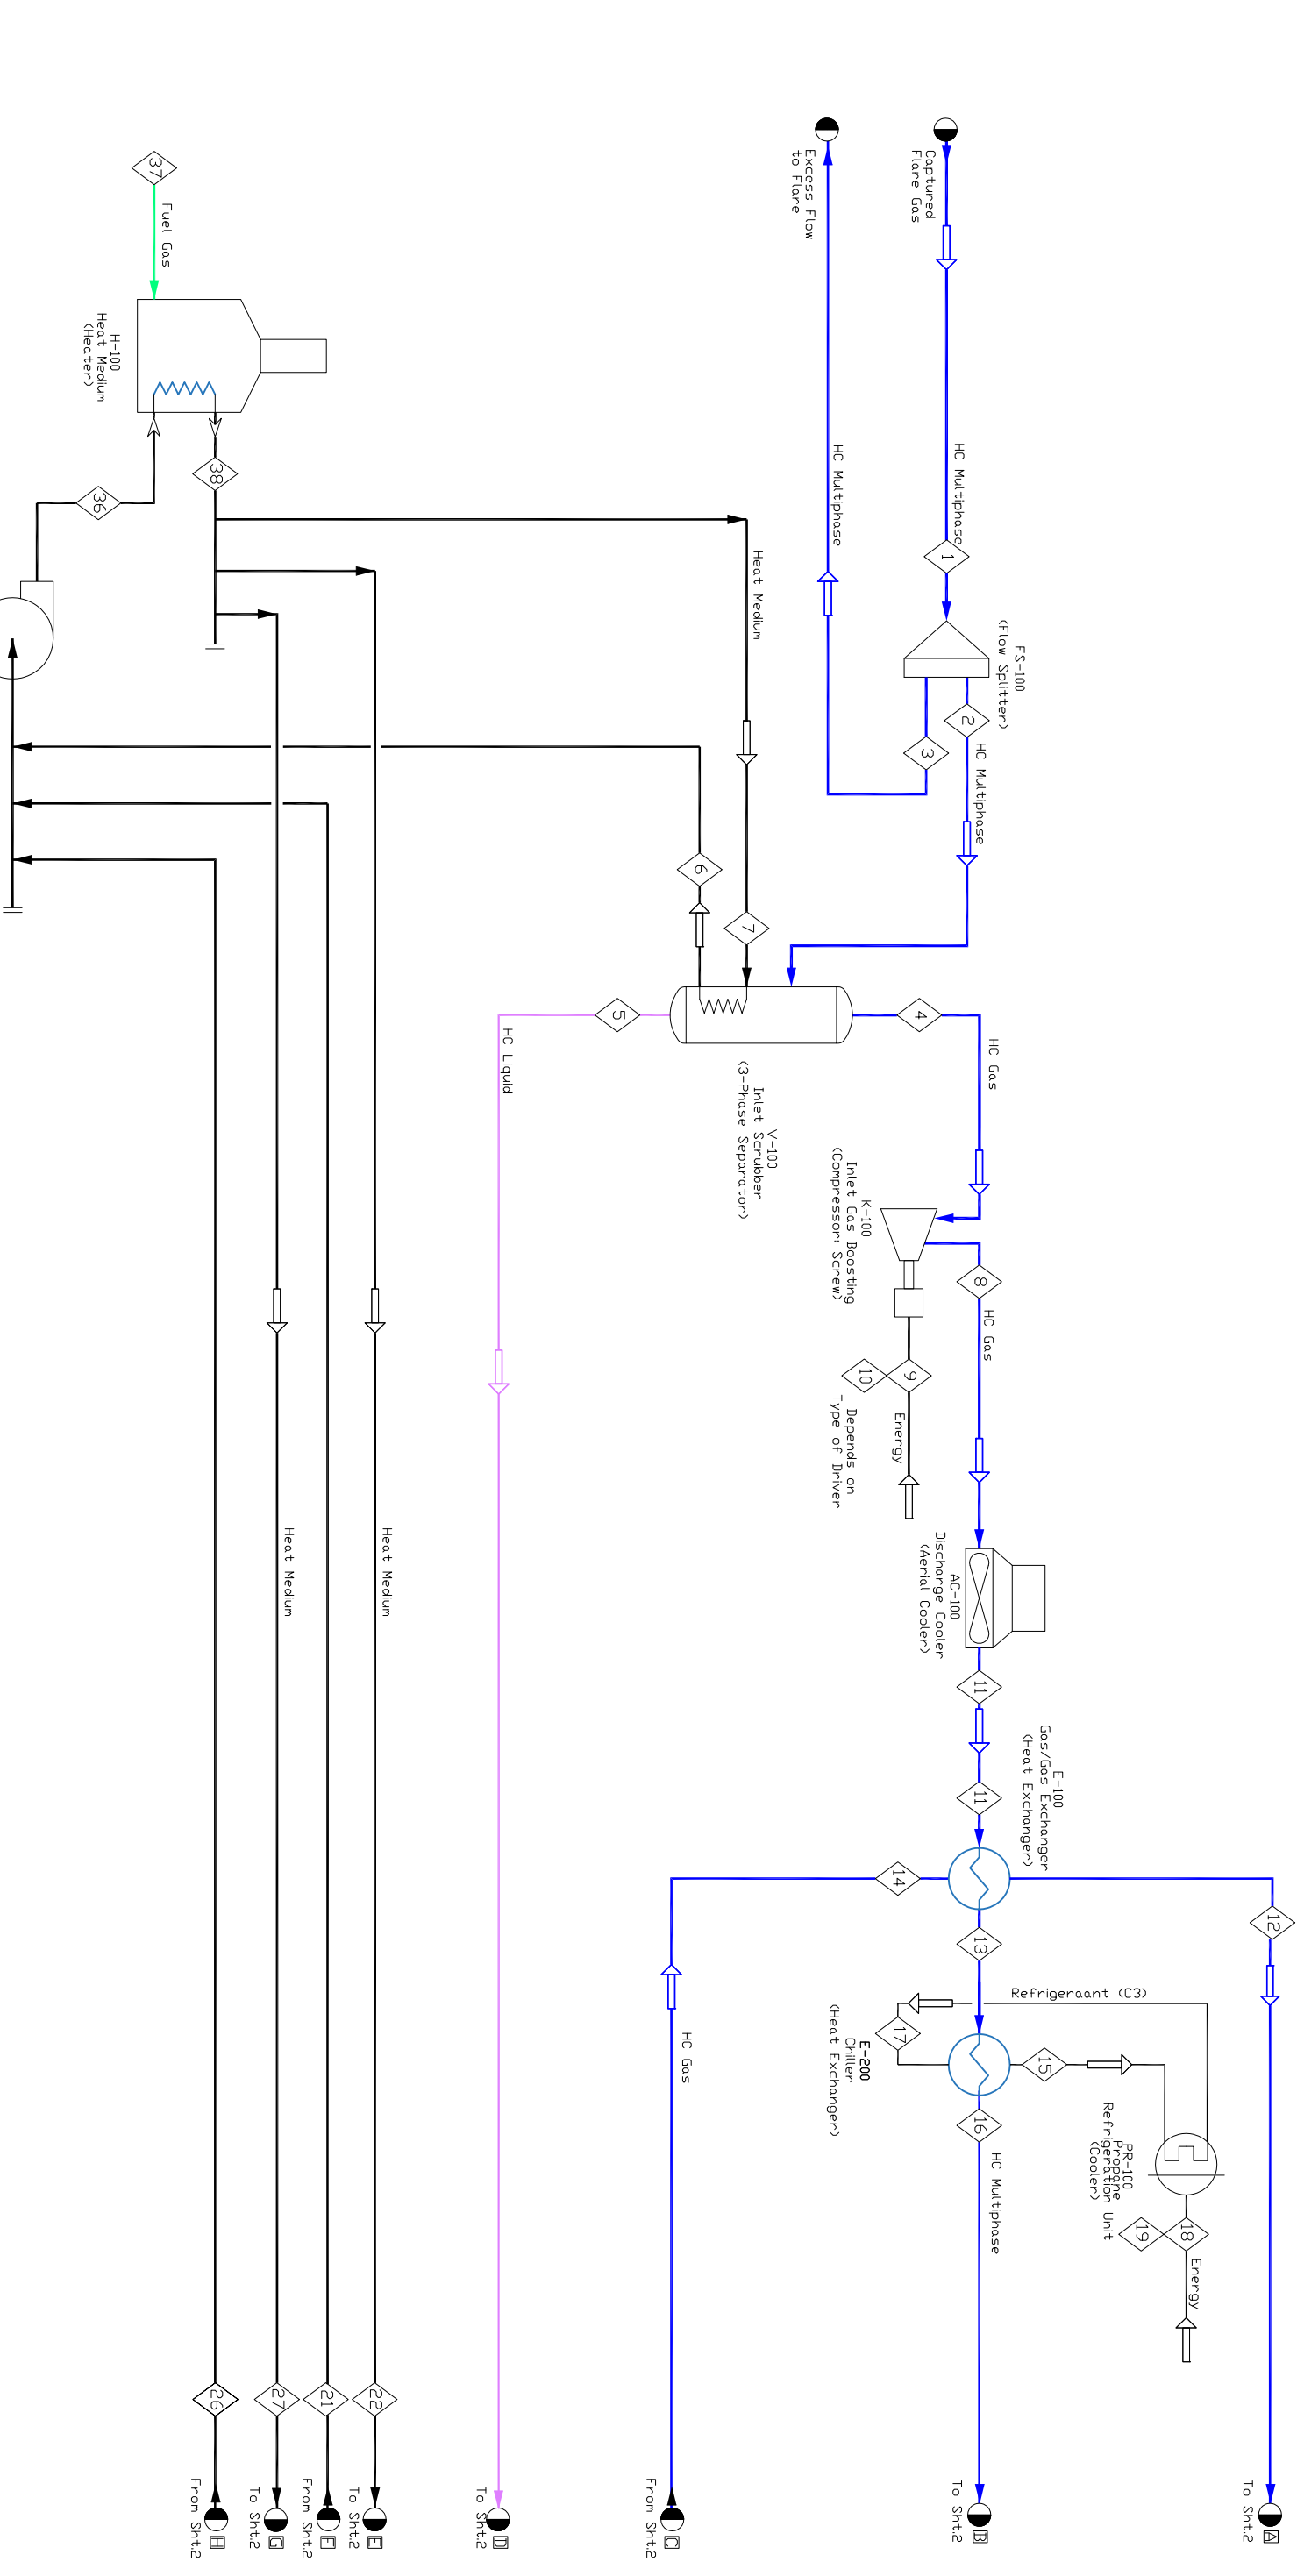 A
To Sht.2
12
E-100
Gas/Gas Exchanger
(Heat Exchanger)
PR-100
Propane
Refrigeration Unit
(Cooler)
18
19
Energy
Refrigeraant (C3)
15
17
E-200
Chiller
(Heat Exchanger)
Captured
Flare Gas
HC Multiphase
1
FS-100
(Flow Splitter)
2
HC Multiphase
3
HC Multiphase
Excess Flow
to Flare
4
HC Gas
K-100
Inlet Gas Boosting
(Compressor: Screw)
8
HC Gas
9
10
Energy
Depends on
Type of Driver
AC-100
Discharge Cooler
(Aerial Cooler)
11
11
13
14
16
HC Multiphase
B
To Sht.2
HC Gas
C
From Sht.2
Heat Medium
7
6
V-100
Inlet Scrubber
(3-Phase Separator)
5
HC Liquid
D
To Sht.2
Heat Medium
22
E
To Sht.2
21
F
From Sht.2
Heat Medium
27
G
To Sht.2
26
H
From Sht.2
37
Fuel Gas
H-100
Heat Medium
(Heater)
38
36